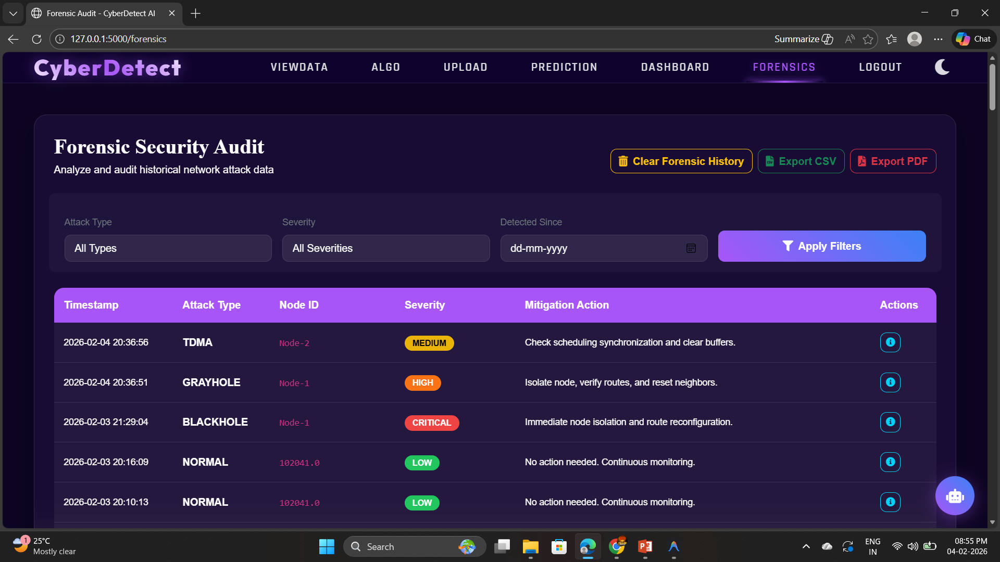 Forensic Audit - CyberDetect AI
127.0.0.1:5000/forensics
Summarize
Chat
CyberDetect
VIEWDATA
ALGO
UPLOAD
PREDICTION
DASHBOARD
FORENSICS
LOGOUT
Forensic Security Audit
Analyze and audit historical network attack data
Clear Forensic History
Export CSV
Export PDF
Attack Type
Severity
Detected Since
All Types
All Severities
dd-mm-yyyy
Apply Filters
Timestamp Attack Type Node ID Severity Mitigation Action Actions
2026-02-04 20:36:56 TDMA Node-2 MEDIUM Check scheduling synchronization and clear buffers.
2026-02-04 20:36:51 GRAYHOLE Node-1 HIGH Isolate node, verify routes, and reset neighbors.
2026-02-03 21:29:04 BLACKHOLE Node-1 CRITICAL Immediate node isolation and route reconfiguration.
2026-02-03 20:16:09 NORMAL 102041.0 LOW No action needed. Continuous monitoring.
2026-02-03 20:10:13 NORMAL 102041.0 LOW No action needed. Continuous monitoring.
1
25°C
Mostly clear
Search
ENG
IN
08:55 PM
04-02-2026